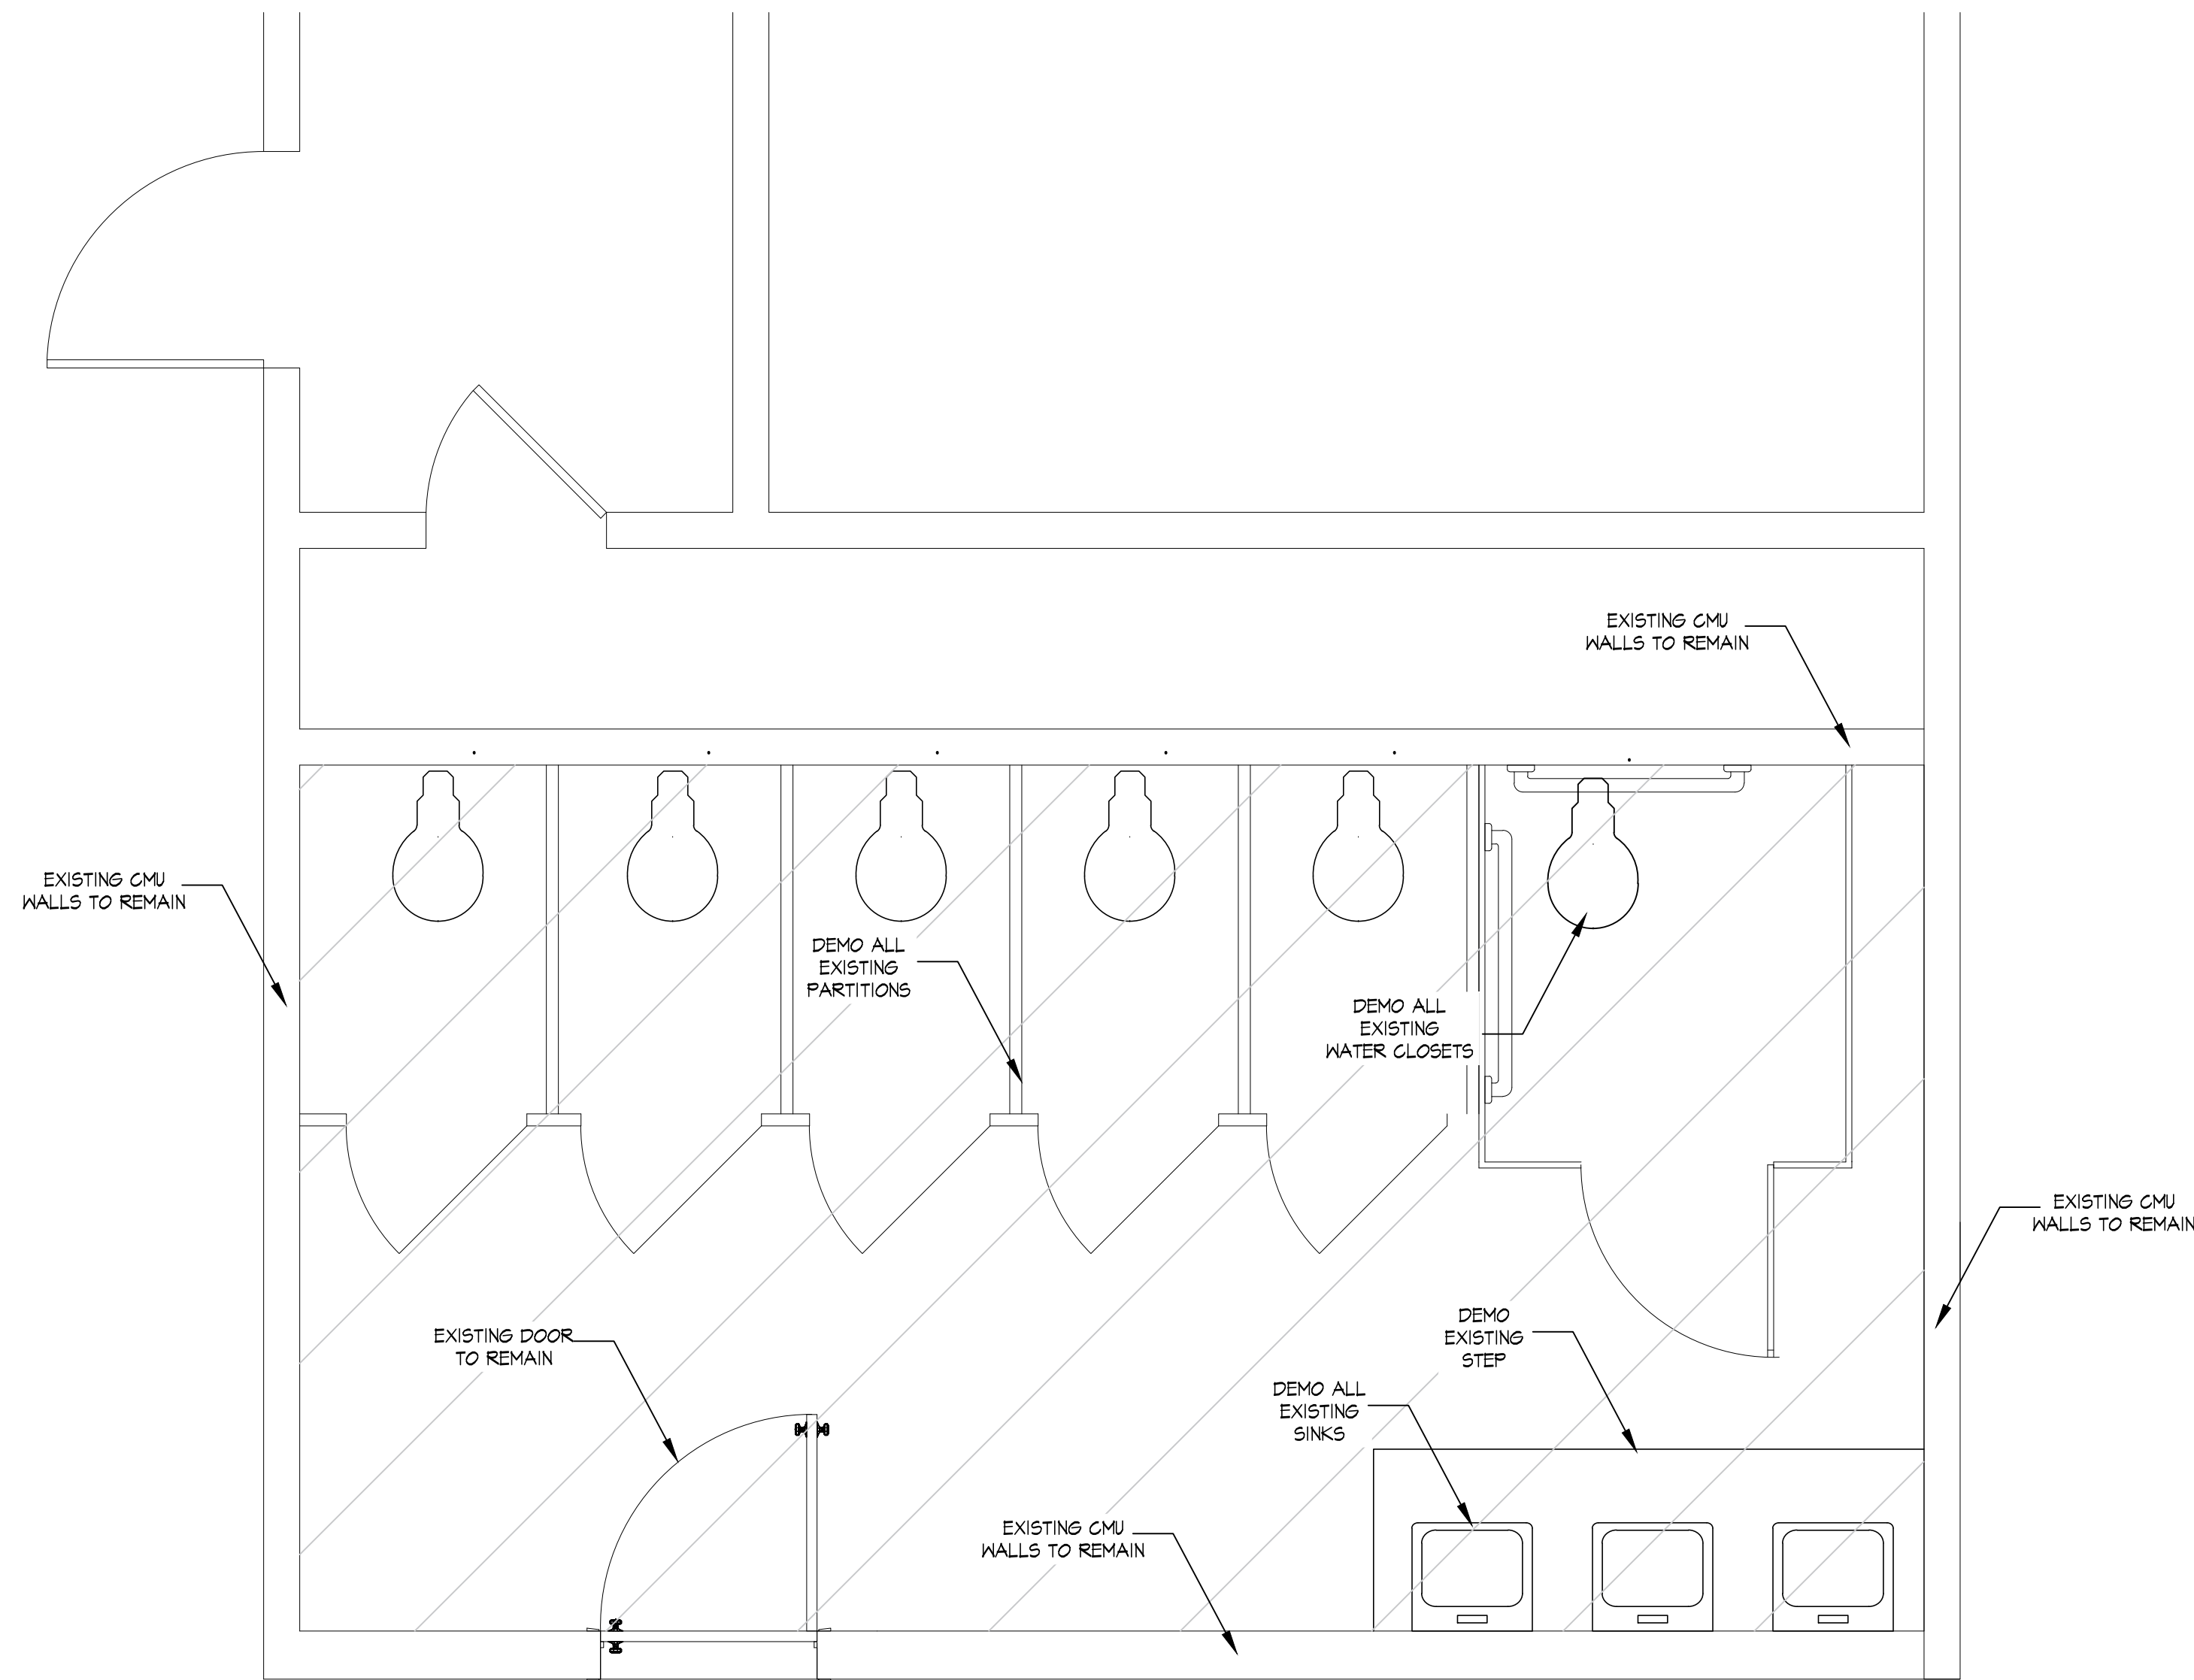 EXISTING CMU
WALLS TO REMAIN
EXISTING CMU
WALLS TO REMAIN
DEMO ALL
EXISTING
PARTITIONS
DEMO ALL
EXISTING
WATER CLOSETS
EXISTING CMU
WALLS TO REMAIN
EXISTING DOOR
TO REMAIN
DEMO
EXISTING
STEP
DEMO ALL
EXISTING
SINKS
EXISTING CMU
WALLS TO REMAIN